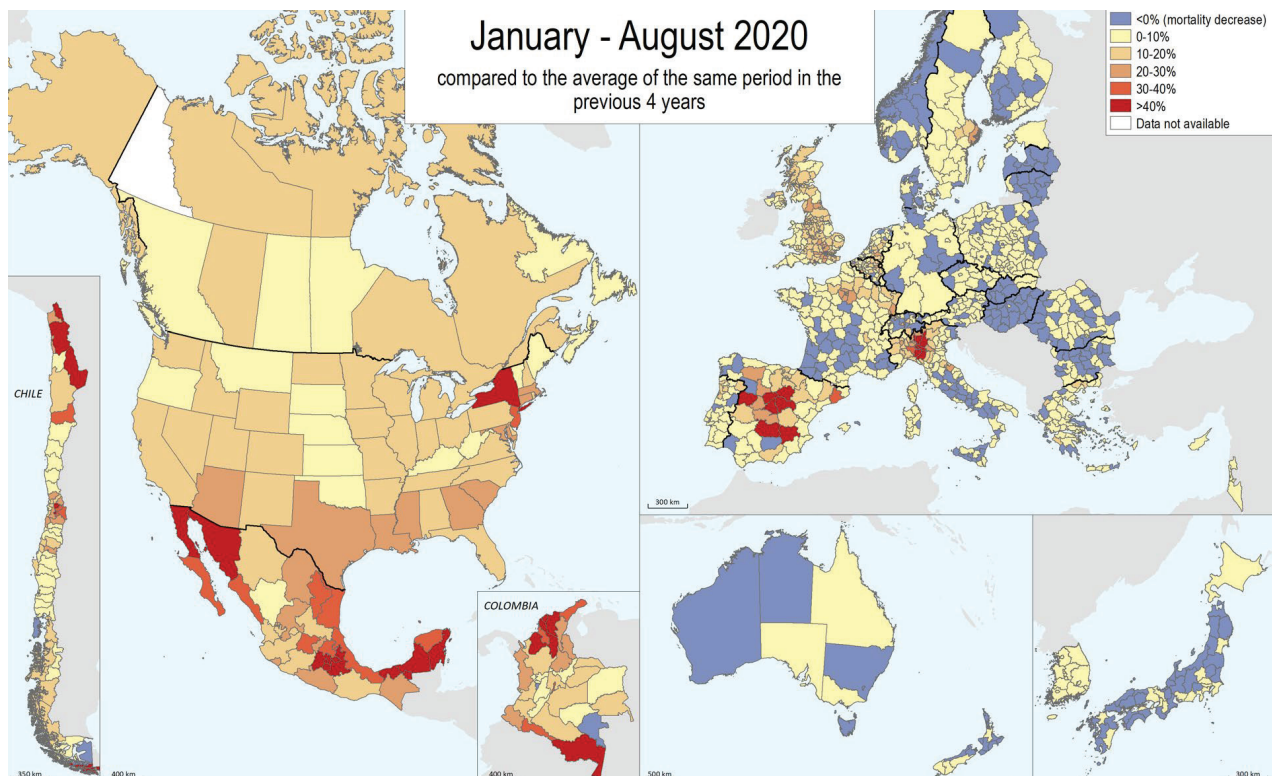 January - August 2020
compared to the average of the same period in the
previous 4 years
<0% (mortality decrease)
0-10%
10-20%
20-30%
30-40%
>40%
Data not available
CHILE
COLOMBIA
300 km
350 km
400 km
400 km
500 km
300 km